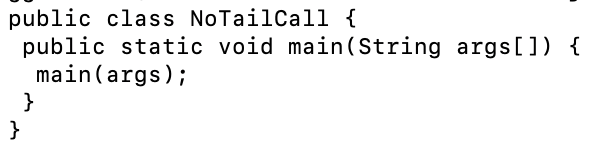 public class NoTailCall {
 public static void main(String args[]) {
  main(args);
 }
}